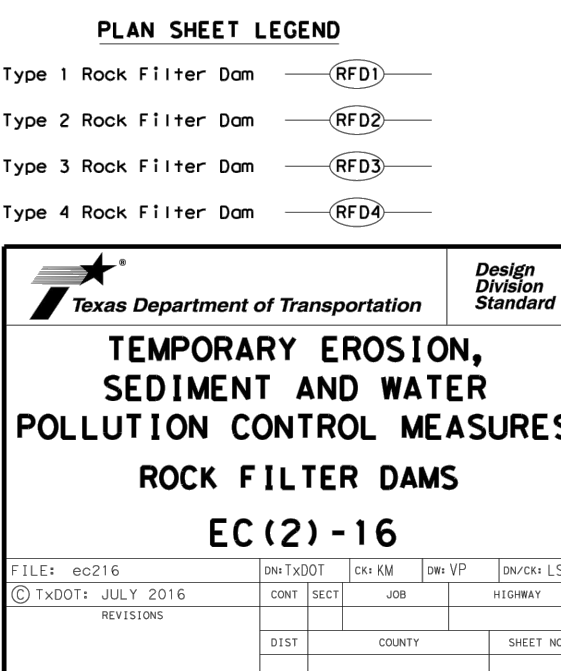 PLAN SHEET LEGEND
Type 1 Rock Filter Dam RFD1
Type 2 Rock Filter Dam RFD2
Type 3 Rock Filter Dam RFD3
Type 4 Rock Filter Dam RFD4
®
Texas Department of Transportation
Design
Division
Standard
TEMPORARY EROSION,
SEDIMENT AND WATER
POLLUTION CONTROL MEASURES
ROCK FILTER DAMS
EC(2)-16
FILE: ec216 DN: TxDOT CK: KM DW: VP DN/CK: LS
© TxDOT: JULY 2016 CONT SECT JOB HIGHWAY
REVISIONS
DIST COUNTY SHEET NO